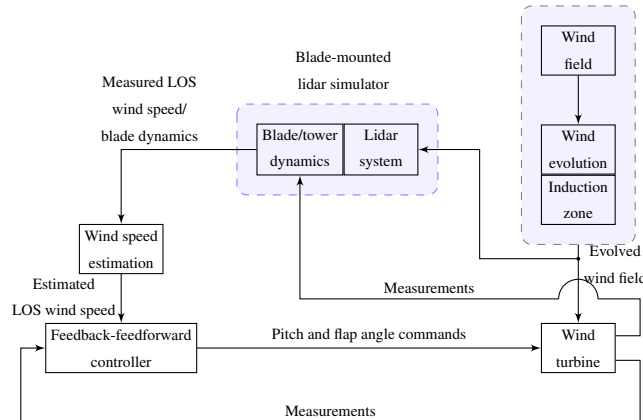 Wind
field
Blade-mounted
lidar simulator
Measured LOS
wind speed/
blade dynamics
Blade/tower
dynamics
Lidar
system
Wind
evolution
Induction
zone
Wind speed
estimation
Evolved
wind field
Estimated
LOS wind speed
Measurements
Feedback-feedforward
controller
Pitch and flap angle commands
Wind
turbine
Measurements